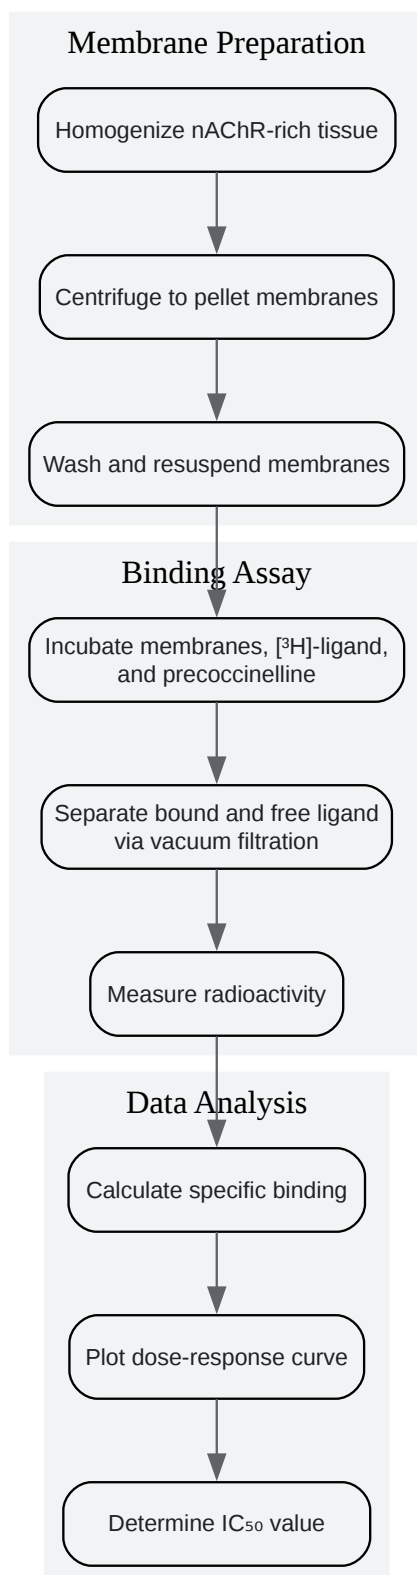 Membrane Preparation
Homogenize nAChR-rich tissue
Centrifuge to pellet membranes
Wash and resuspend membranes
Binding Assay
Incubate membranes, [³H]-ligand,
and precoccinelline
Separate bound and free ligand
via vacuum filtration
Measure radioactivity
Data Analysis
Calculate specific binding
Plot dose-response curve
Determine IC₅₀ value